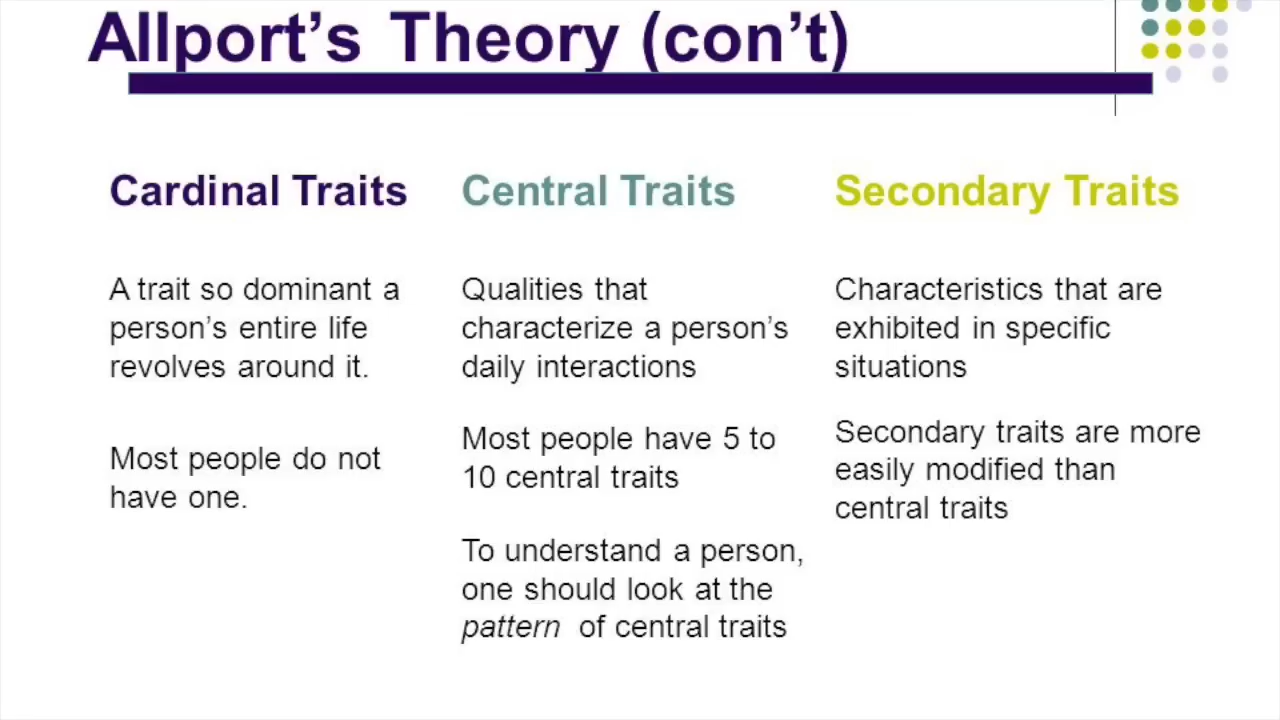 Allport’s Theory (con’t)
Cardinal Traits
A trait so dominant a
person’s entire life
revolves around it.
Most people do not
have one.
Central Traits
Qualities that
characterize a person’s
daily interactions
Most people have 5 to
10 central traits
To understand a person,
one should look at the
pattern of central traits
Secondary Traits
Characteristics that are
exhibited in specific
situations
Secondary traits are more
easily modified than
central traits